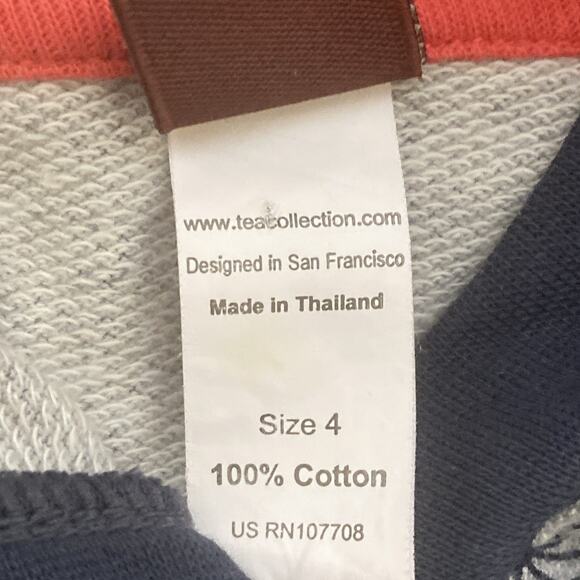 www.teacollection.com
Designed in San Francisco
Made in Thailand
Size 4
100% Cotton
US RN107708